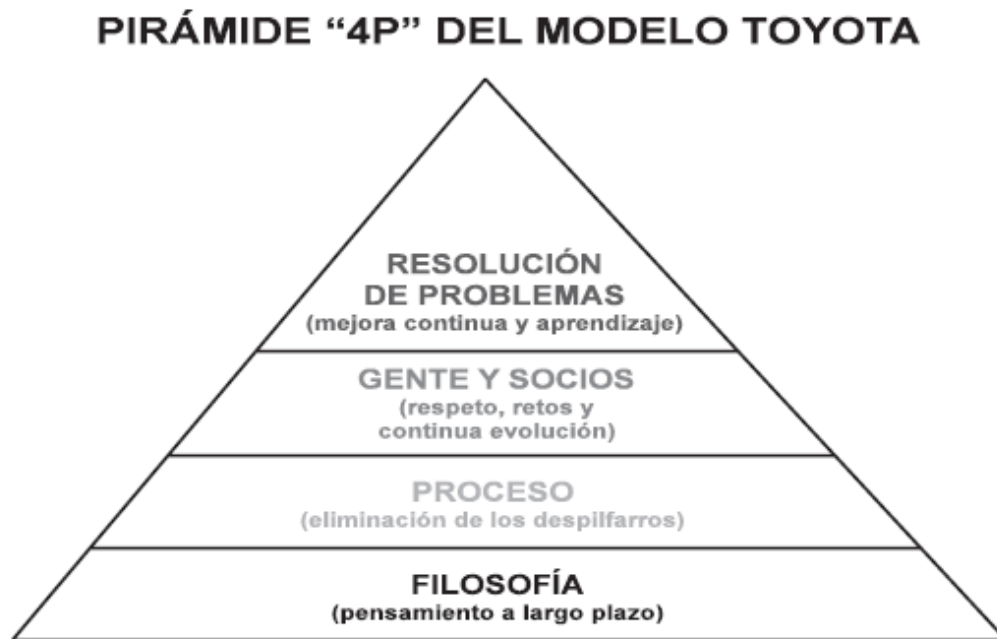 PIRÁMIDE “4P” DEL MODELO TOYOTA
RESOLUCIÓN
DE PROBLEMAS
(mejora continua y aprendizaje)
GENTE Y SOCIOS
(respeto, retos y
continua evolución)
PROCESO
(eliminación de los despilfarros)
FILOSOFÍA
(pensamiento a largo plazo)